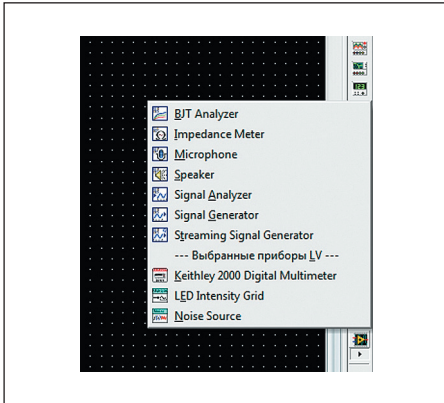 BJT Analyzer
Impedance Meter
Microphone
Speaker
Signal Analyzer
Signal Generator
Streaming Signal Generator
--- Выбранные приборы LV ---
Keithley 2000 Digital Multimeter
LED Intensity Grid
Noise Source